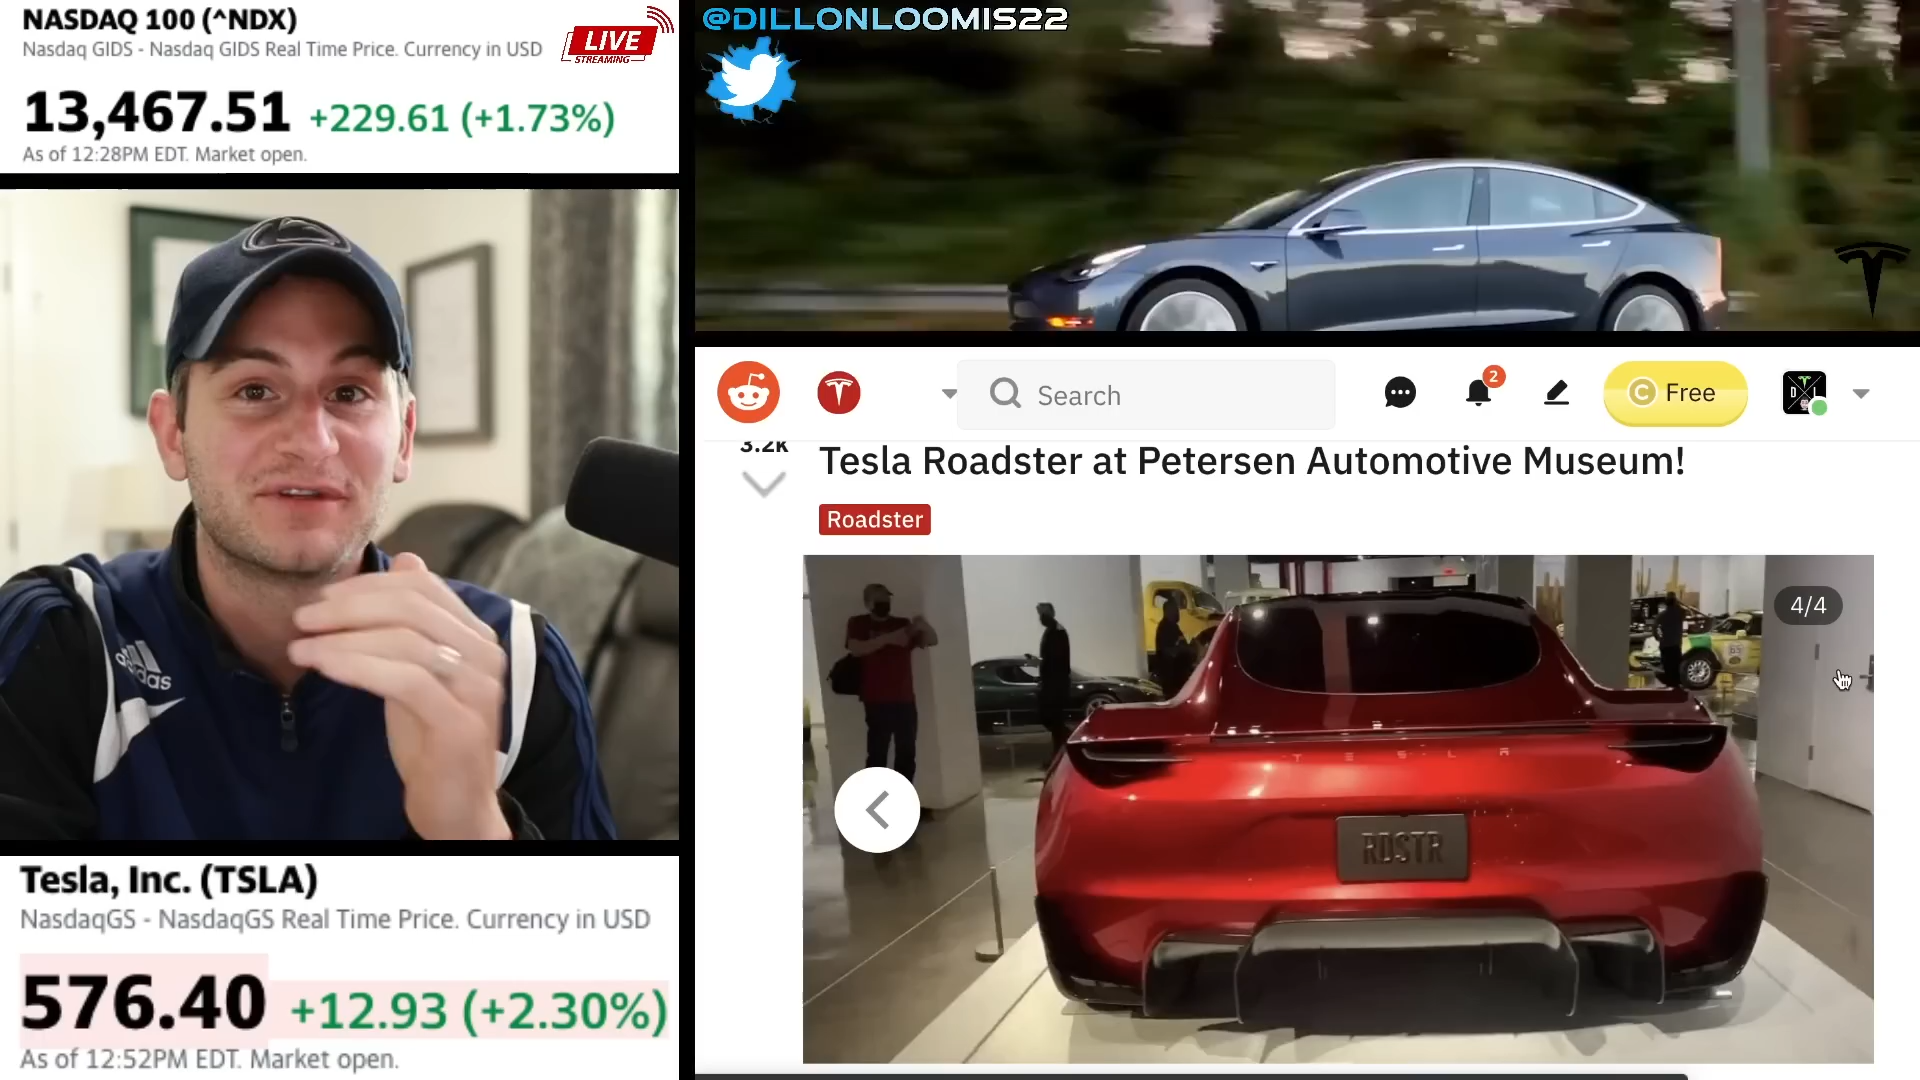 NASDAQ 100 (^NDX)
Nasdaq GIDS - Nasdaq GIDS Real Time Price. Currency in USD
LIVE
STREAMING
13,467.51 +229.61 (+1.73%)
As of 12:28PM EDT. Market open.
@DILLONLOOMIS22
adidas
Tesla, Inc. (TSLA)
NasdaqGS - NasdaqGS Real Time Price. Currency in USD
576.40 +12.93 (+2.30%)
As of 12:52PM EDT. Market open.
Search
2
C Free
D L
3.2k
Tesla Roadster at Petersen Automotive Museum!
Roadster
4/4
TESLA
RDSTR